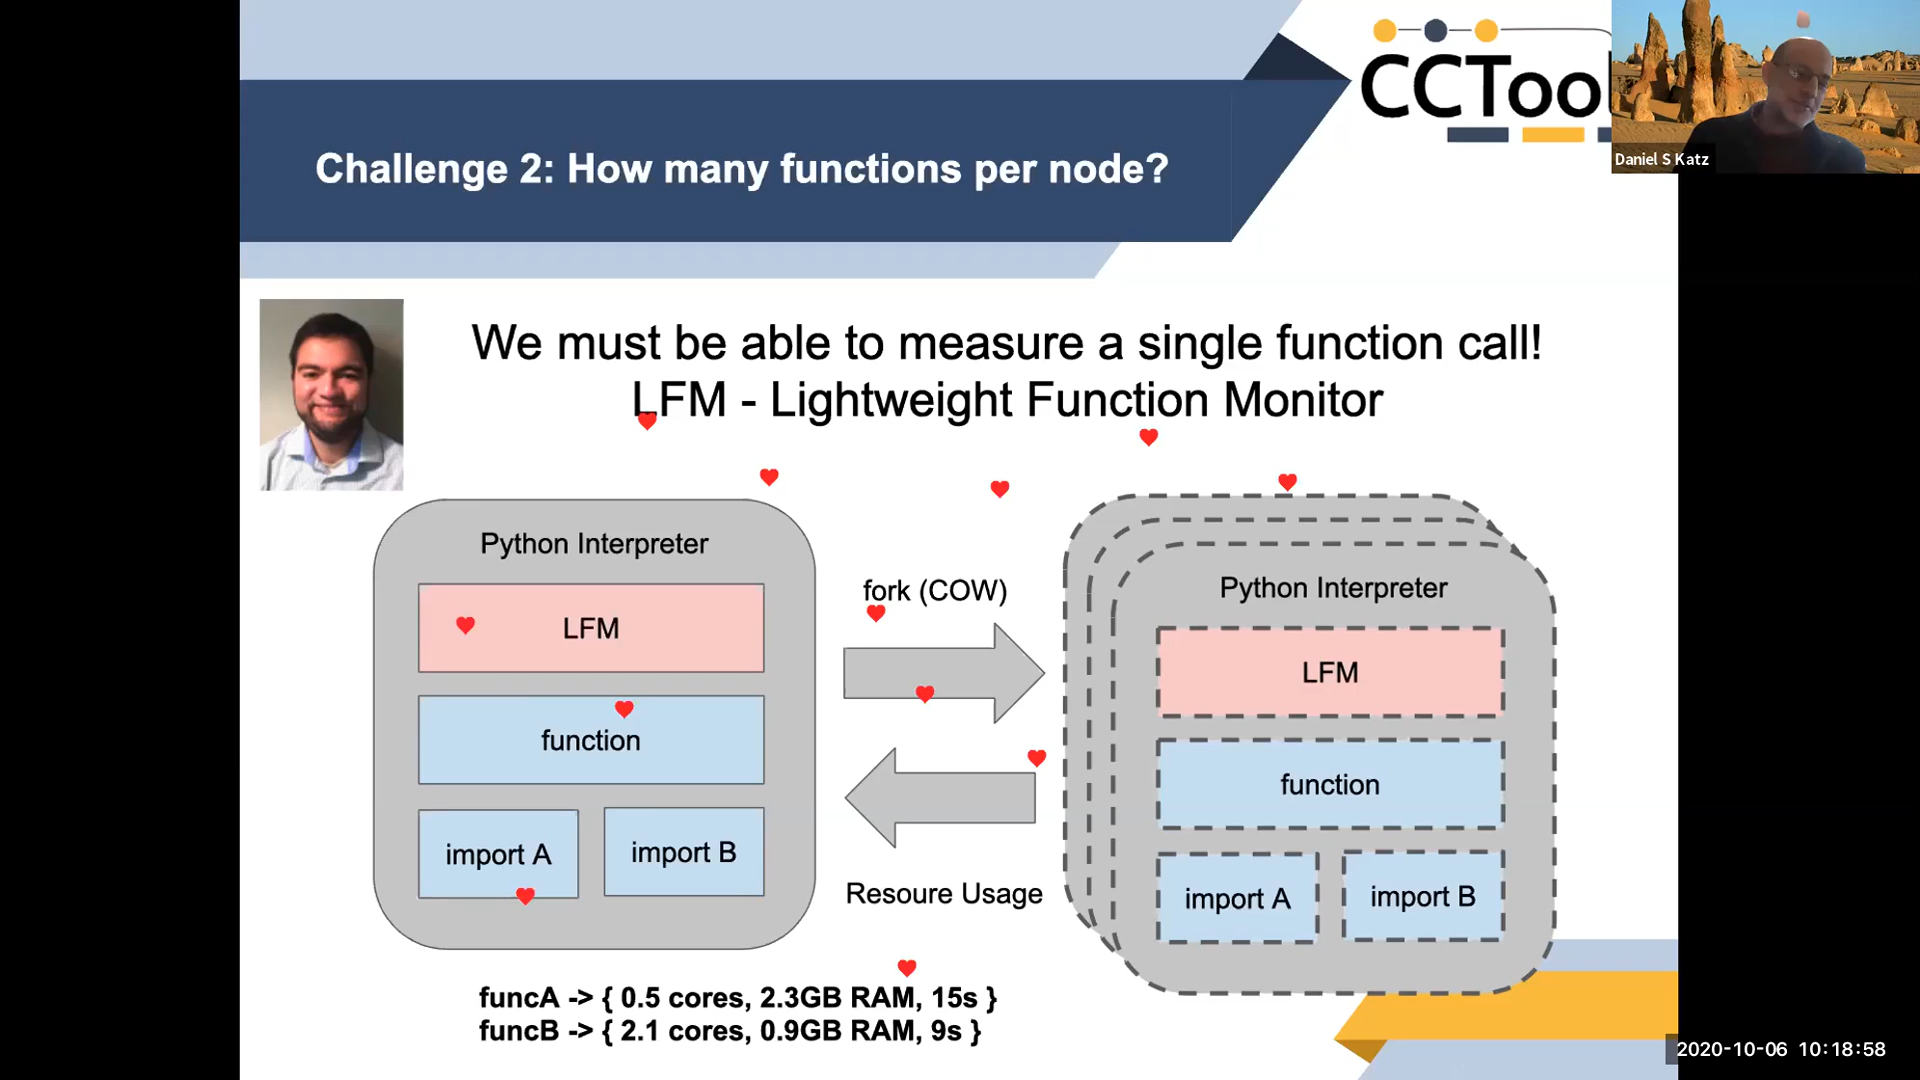 CCTool
Daniel S Katz
Challenge 2: How many functions per node?
We must be able to measure a single function call!
LFM - Lightweight Function Monitor
Python Interpreter
LFM
function
import A
import B
fork (COW)
Resoure Usage
Python Interpreter
LFM
function
import A
import B
funcA -> { 0.5 cores, 2.3GB RAM, 15s }
funcB -> { 2.1 cores, 0.9GB RAM, 9s }
2020-10-06 10:18:58